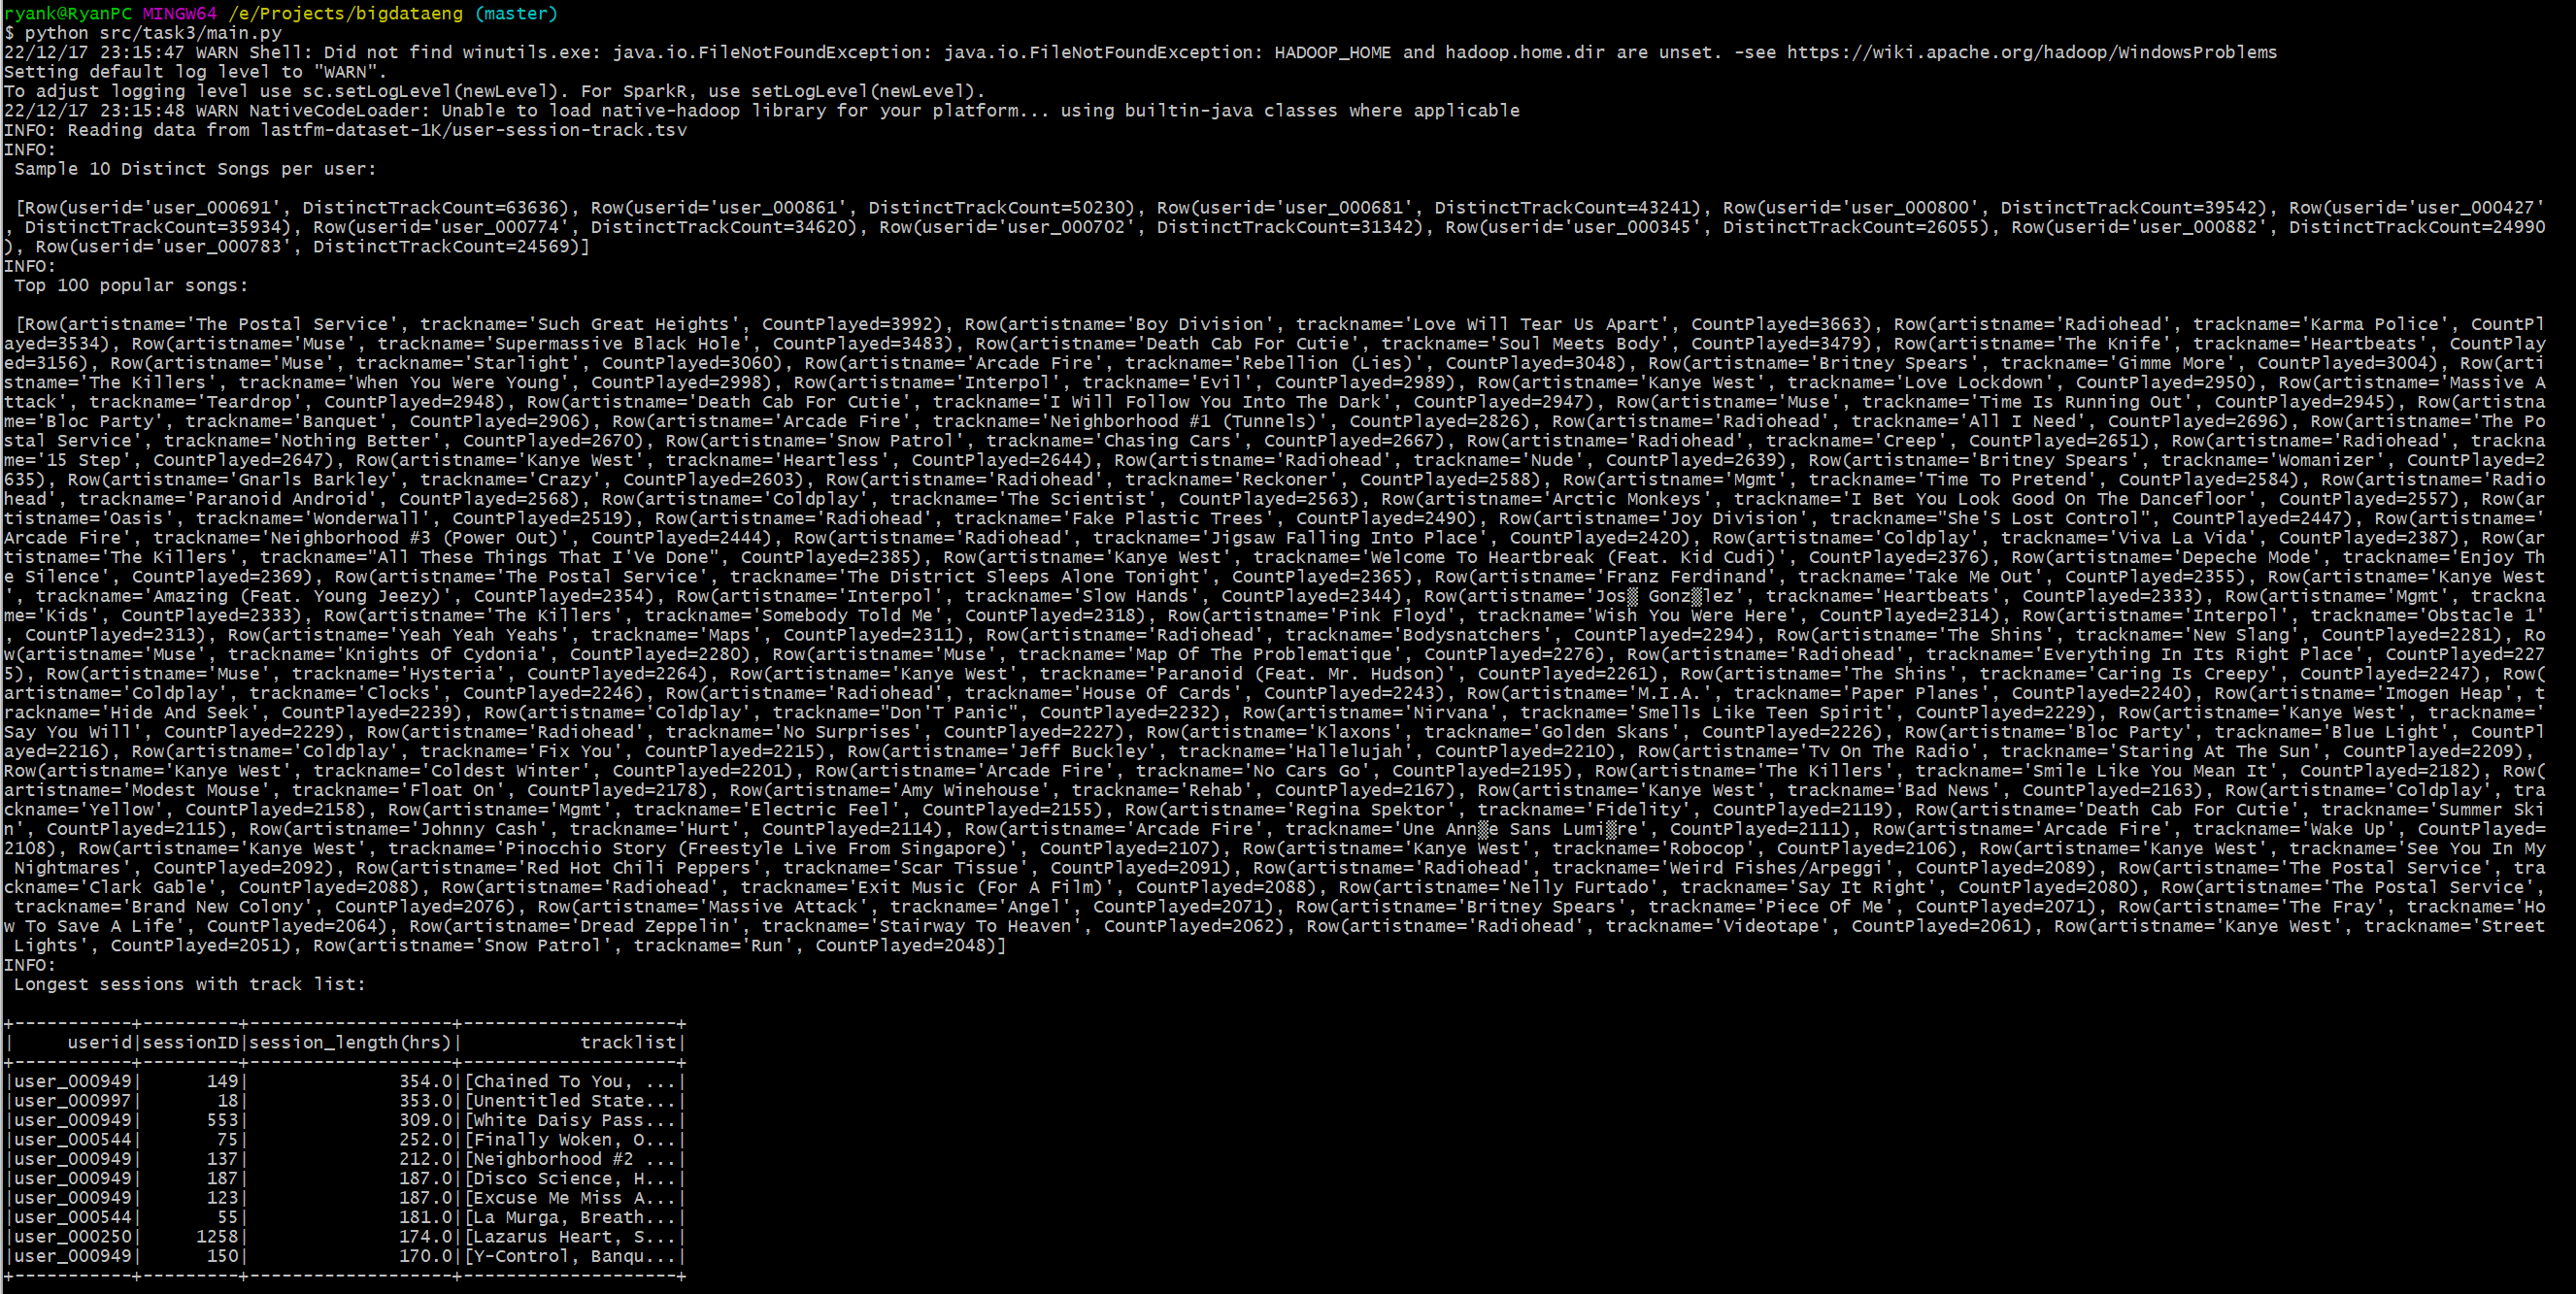 ryank@RyanPC MINGW64 /e/Projects/bigdataeng (master)
$ python src/task3/main.py
22/12/17 23:15:47 WARN Shell: Did not find winutils.exe: java.io.FileNotFoundException: java.io.FileNotFoundException: HADOOP_HOME and hadoop.home.dir are unset. -see https://wiki.apache.org/hadoop/WindowsProblems
Setting default log level to "WARN".
To adjust logging level use sc.setLogLevel(newLevel). For SparkR, use setLogLevel(newLevel).
22/12/17 23:15:48 WARN NativeCodeLoader: Unable to load native-hadoop library for your platform... using builtin-java classes where applicable
INFO: Reading data from lastfm-dataset-1K/user-session-track.tsv
INFO:
 Sample 10 Distinct Songs per user:
 [Row(userid='user_000691', DistinctTrackCount=63636), Row(userid='user_000861', DistinctTrackCount=50230), Row(userid='user_000681', DistinctTrackCount=43241), Row(userid='user_000800', DistinctTrackCount=39542), Row(userid='user_000427'
, DistinctTrackCount=35934), Row(userid='user_000774', DistinctTrackCount=34620), Row(userid='user_000702', DistinctTrackCount=31342), Row(userid='user_000345', DistinctTrackCount=26055), Row(userid='user_000882', DistinctTrackCount=24990
), Row(userid='user_000783', DistinctTrackCount=24569)]
INFO:
 Top 100 popular songs:
 [Row(artistname='The Postal Service', trackname='Such Great Heights', CountPlayed=3992), Row(artistname='Boy Division', trackname='Love Will Tear Us Apart', CountPlayed=3663), Row(artistname='Radiohead', trackname='Karma Police', CountPl
ayed=3534), Row(artistname='Muse', trackname='Supermassive Black Hole', CountPlayed=3483), Row(artistname='Death Cab For Cutie', trackname='Soul Meets Body', CountPlayed=3479), Row(artistname='The Knife', trackname='Heartbeats', CountPlay
ed=3156), Row(artistname='Muse', trackname='Starlight', CountPlayed=3060), Row(artistname='Arcade Fire', trackname='Rebellion (Lies)', CountPlayed=3048), Row(artistname='Britney Spears', trackname='Gimme More', CountPlayed=3004), Row(arti
stname='The Killers', trackname='When You Were Young', CountPlayed=2998), Row(artistname='Interpol', trackname='Evil', CountPlayed=2989), Row(artistname='Kanye West', trackname='Love Lockdown', CountPlayed=2950), Row(artistname='Massive A
ttack', trackname='Teardrop', CountPlayed=2948), Row(artistname='Death Cab For Cutie', trackname='I Will Follow You Into The Dark', CountPlayed=2947), Row(artistname='Muse', trackname='Time Is Running Out', CountPlayed=2945), Row(artistna
me='Bloc Party', trackname='Banquet', CountPlayed=2906), Row(artistname='Arcade Fire', trackname='Neighborhood #1 (Tunnels)', CountPlayed=2826), Row(artistname='Radiohead', trackname='All I Need', CountPlayed=2696), Row(artistname='The Po
stal Service', trackname='Nothing Better', CountPlayed=2670), Row(artistname='Snow Patrol', trackname='Chasing Cars', CountPlayed=2667), Row(artistname='Radiohead', trackname='Creep', CountPlayed=2651), Row(artistname='Radiohead', trackna
me='15 Step', CountPlayed=2647), Row(artistname='Kanye West', trackname='Heartless', CountPlayed=2644), Row(artistname='Radiohead', trackname='Nude', CountPlayed=2639), Row(artistname='Britney Spears', trackname='Womanizer', CountPlayed=2
635), Row(artistname='Gnarls Barkley', trackname='Crazy', CountPlayed=2603), Row(artistname='Radiohead', trackname='Reckoner', CountPlayed=2588), Row(artistname='Mgmt', trackname='Time To Pretend', CountPlayed=2584), Row(artistname='Radio
head', trackname='Paranoid Android', CountPlayed=2568), Row(artistname='Coldplay', trackname='The Scientist', CountPlayed=2563), Row(artistname='Arctic Monkeys', trackname='I Bet You Look Good On The Dancefloor', CountPlayed=2557), Row(ar
tistname='Oasis', trackname='Wonderwall', CountPlayed=2519), Row(artistname='Radiohead', trackname='Fake Plastic Trees', CountPlayed=2490), Row(artistname='Joy Division', trackname="She'S Lost Control", CountPlayed=2447), Row(artistname='
Arcade Fire', trackname='Neighborhood #3 (Power Out)', CountPlayed=2444), Row(artistname='Radiohead', trackname='Jigsaw Falling Into Place', CountPlayed=2420), Row(artistname='Coldplay', trackname='Viva La Vida', CountPlayed=2387), Row(ar
tistname='The Killers', trackname="All These Things That I'Ve Done", CountPlayed=2385), Row(artistname='Kanye West', trackname='Welcome To Heartbreak (Feat. Kid Cudi)', CountPlayed=2376), Row(artistname='Depeche Mode', trackname='Enjoy Th
e Silence', CountPlayed=2369), Row(artistname='The Postal Service', trackname='The District Sleeps Alone Tonight', CountPlayed=2365), Row(artistname='Franz Ferdinand', trackname='Take Me Out', CountPlayed=2355), Row(artistname='Kanye West
', trackname='Amazing (Feat. Young Jeezy)', CountPlayed=2354), Row(artistname='Interpol', trackname='Slow Hands', CountPlayed=2344), Row(artistname='Jos▒ Gonz▒lez', trackname='Heartbeats', CountPlayed=2333), Row(artistname='Mgmt', trackna
me='Kids', CountPlayed=2333), Row(artistname='The Killers', trackname='Somebody Told Me', CountPlayed=2318), Row(artistname='Pink Floyd', trackname='Wish You Were Here', CountPlayed=2314), Row(artistname='Interpol', trackname='Obstacle 1'
, CountPlayed=2313), Row(artistname='Yeah Yeah Yeahs', trackname='Maps', CountPlayed=2311), Row(artistname='Radiohead', trackname='Bodysnatchers', CountPlayed=2294), Row(artistname='The Shins', trackname='New Slang', CountPlayed=2281), Ro
w(artistname='Muse', trackname='Knights Of Cydonia', CountPlayed=2280), Row(artistname='Muse', trackname='Map Of The Problematique', CountPlayed=2276), Row(artistname='Radiohead', trackname='Everything In Its Right Place', CountPlayed=227
5), Row(artistname='Muse', trackname='Hysteria', CountPlayed=2264), Row(artistname='Kanye West', trackname='Paranoid (Feat. Mr. Hudson)', CountPlayed=2261), Row(artistname='The Shins', trackname='Caring Is Creepy', CountPlayed=2247), Row(
artistname='Coldplay', trackname='Clocks', CountPlayed=2246), Row(artistname='Radiohead', trackname='House Of Cards', CountPlayed=2243), Row(artistname='M.I.A.', trackname='Paper Planes', CountPlayed=2240), Row(artistname='Imogen Heap', t
rackname='Hide And Seek', CountPlayed=2239), Row(artistname='Coldplay', trackname="Don'T Panic", CountPlayed=2232), Row(artistname='Nirvana', trackname='Smells Like Teen Spirit', CountPlayed=2229), Row(artistname='Kanye West', trackname='
Say You Will', CountPlayed=2229), Row(artistname='Radiohead', trackname='No Surprises', CountPlayed=2227), Row(artistname='Klaxons', trackname='Golden Skans', CountPlayed=2226), Row(artistname='Bloc Party', trackname='Blue Light', CountPl
ayed=2216), Row(artistname='Coldplay', trackname='Fix You', CountPlayed=2215), Row(artistname='Jeff Buckley', trackname='Hallelujah', CountPlayed=2210), Row(artistname='Tv On The Radio', trackname='Staring At The Sun', CountPlayed=2209),
Row(artistname='Kanye West', trackname='Coldest Winter', CountPlayed=2201), Row(artistname='Arcade Fire', trackname='No Cars Go', CountPlayed=2195), Row(artistname='The Killers', trackname='Smile Like You Mean It', CountPlayed=2182), Row(
artistname='Modest Mouse', trackname='Float On', CountPlayed=2178), Row(artistname='Amy Winehouse', trackname='Rehab', CountPlayed=2167), Row(artistname='Kanye West', trackname='Bad News', CountPlayed=2163), Row(artistname='Coldplay', tra
ckname='Yellow', CountPlayed=2158), Row(artistname='Mgmt', trackname='Electric Feel', CountPlayed=2155), Row(artistname='Regina Spektor', trackname='Fidelity', CountPlayed=2119), Row(artistname='Death Cab For Cutie', trackname='Summer Ski
n', CountPlayed=2115), Row(artistname='Johnny Cash', trackname='Hurt', CountPlayed=2114), Row(artistname='Arcade Fire', trackname='Une Ann▒e Sans Lumi▒re', CountPlayed=2111), Row(artistname='Arcade Fire', trackname='Wake Up', CountPlayed=
2108), Row(artistname='Kanye West', trackname='Pinocchio Story (Freestyle Live From Singapore)', CountPlayed=2107), Row(artistname='Kanye West', trackname='Robocop', CountPlayed=2106), Row(artistname='Kanye West', trackname='See You In My
 Nightmares', CountPlayed=2092), Row(artistname='Red Hot Chili Peppers', trackname='Scar Tissue', CountPlayed=2091), Row(artistname='Radiohead', trackname='Weird Fishes/Arpeggi', CountPlayed=2089), Row(artistname='The Postal Service', tra
ckname='Clark Gable', CountPlayed=2088), Row(artistname='Radiohead', trackname='Exit Music (For A Film)', CountPlayed=2088), Row(artistname='Nelly Furtado', trackname='Say It Right', CountPlayed=2080), Row(artistname='The Postal Service',
 trackname='Brand New Colony', CountPlayed=2076), Row(artistname='Massive Attack', trackname='Angel', CountPlayed=2071), Row(artistname='Britney Spears', trackname='Piece Of Me', CountPlayed=2071), Row(artistname='The Fray', trackname='Ho
w To Save A Life', CountPlayed=2064), Row(artistname='Dread Zeppelin', trackname='Stairway To Heaven', CountPlayed=2062), Row(artistname='Radiohead', trackname='Videotape', CountPlayed=2061), Row(artistname='Kanye West', trackname='Street
 Lights', CountPlayed=2051), Row(artistname='Snow Patrol', trackname='Run', CountPlayed=2048)]
INFO:
 Longest sessions with track list:
+-----------+---------+-------------------+--------------------+
|     userid|sessionID|session_length(hrs)|           tracklist|
+-----------+---------+-------------------+--------------------+
|user_000949|      149|              354.0|[Chained To You, ...|
|user_000997|       18|              353.0|[Unentitled State...|
|user_000949|      553|              309.0|[White Daisy Pass...|
|user_000544|       75|              252.0|[Finally Woken, O...|
|user_000949|      137|              212.0|[Neighborhood #2 ...|
|user_000949|      187|              187.0|[Disco Science, H...|
|user_000949|      123|              187.0|[Excuse Me Miss A...|
|user_000544|       55|              181.0|[La Murga, Breath...|
|user_000250|     1258|              174.0|[Lazarus Heart, S...|
|user_000949|      150|              170.0|[Y-Control, Banqu...|
+-----------+---------+-------------------+--------------------+